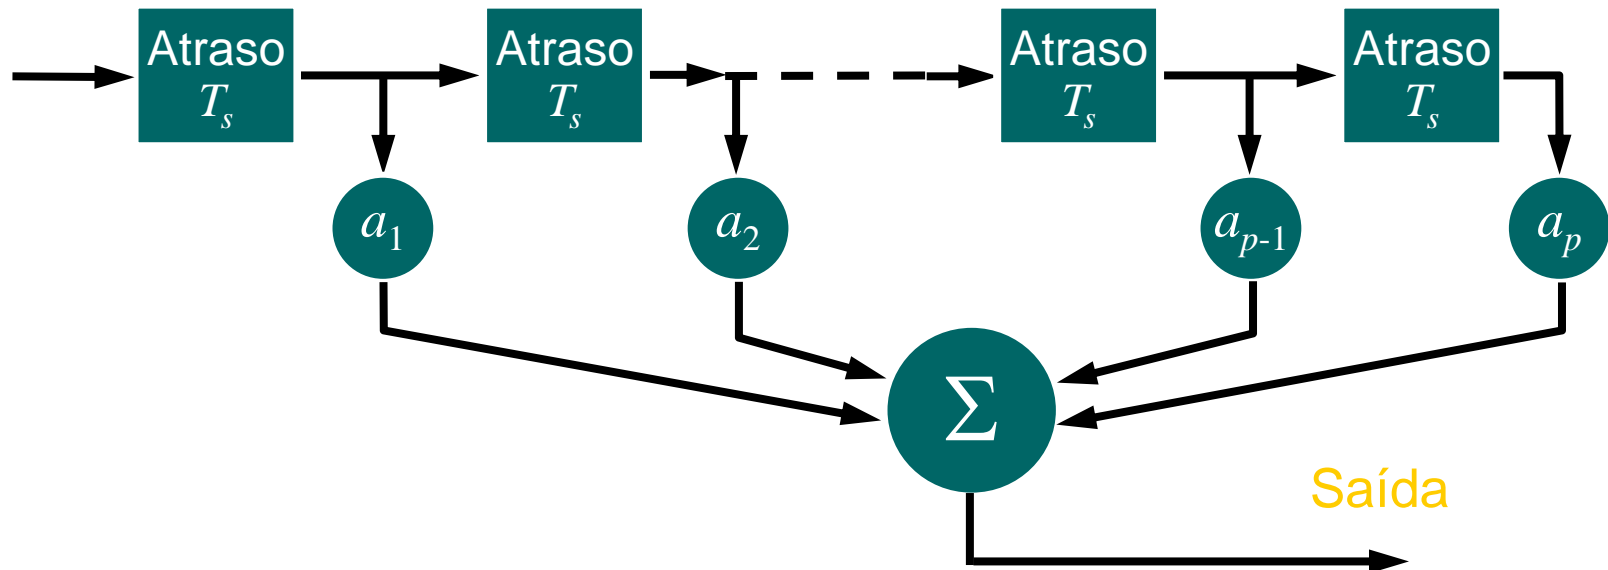 Atraso
Tₛ
Atraso
Tₛ
Atraso
Tₛ
Atraso
Tₛ
a₁
a₂
aₚ₋₁
aₚ
Σ
Saída